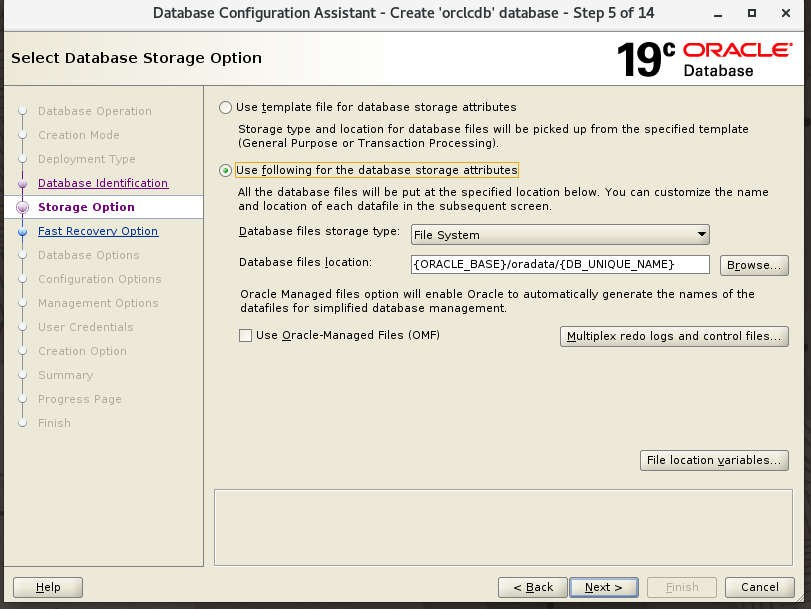 Database Configuration Assistant - Create 'orclcdb' database - Step 5 of 14
Select Database Storage Option
19c ORACLE
Database
Database Operation
Creation Mode
Deployment Type
Database Identification
Storage Option
Fast Recovery Option
Database Options
Configuration Options
Management Options
User Credentials
Creation Option
Summary
Progress Page
Finish
Use template file for database storage attributes
Storage type and location for database files will be picked up from the specified template
(General Purpose or Transaction Processing).
Use following for the database storage attributes
All the database files will be put at the specified location below. You can customize the name
and location of each datafile in the subsequent screen.
Database files storage type: File System
Database files location: {ORACLE_BASE}/oradata/{DB_UNIQUE_NAME} Browse...
Oracle Managed files option will enable Oracle to automatically generate the names of the
datafiles for simplified database management.
Use Oracle-Managed Files (OMF) Multiplex redo logs and control files...
File location variables...
Help < Back Next > Finish Cancel